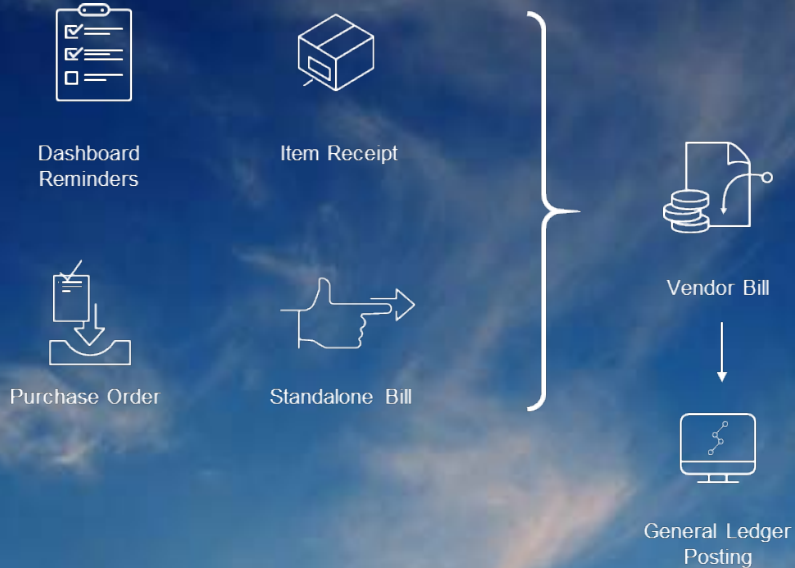 Dashboard
Reminders
Item Receipt
Purchase Order
Standalone Bill
Vendor Bill
General Ledger
Posting